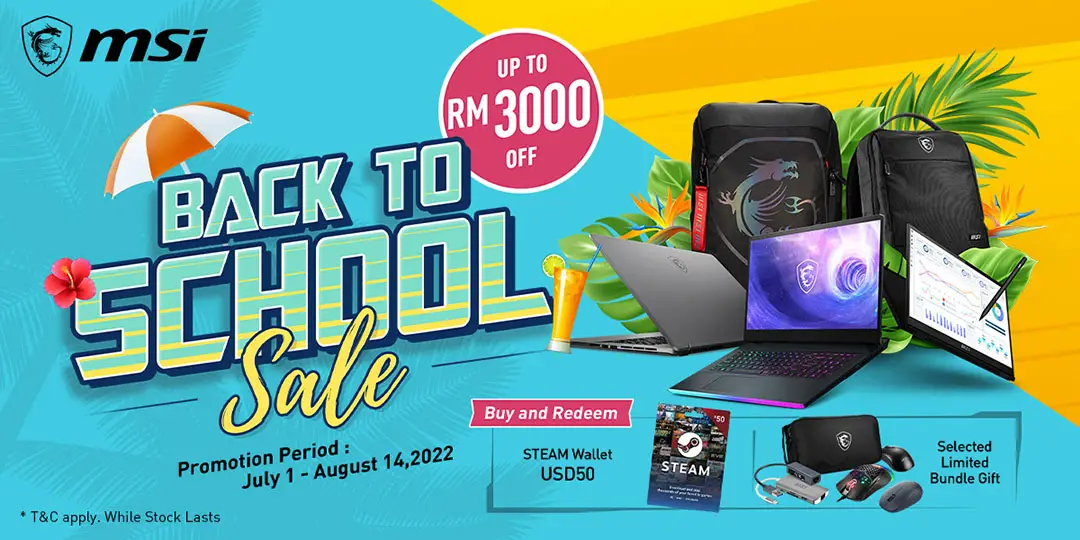 msi
UP TO
RM 3000
OFF
BACK TO
SCHOOL
Sale
Promotion Period :
July 1 - August 14,2022
Buy and Redeem
STEAM Wallet
USD50
50
STEAM
Selected
Limited
Bundle Gift
* T&C apply. While Stock Lasts